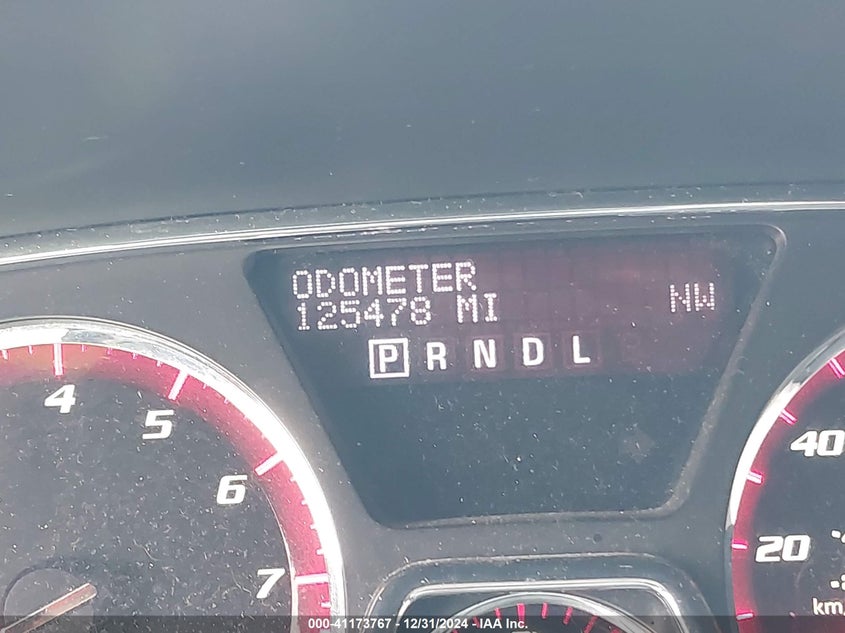 ODOMETER
125478 MI
NW
P R N D L
4
5
6
7
40
20
km/
000-41173767 - 12/31/2024 - IAA Inc.